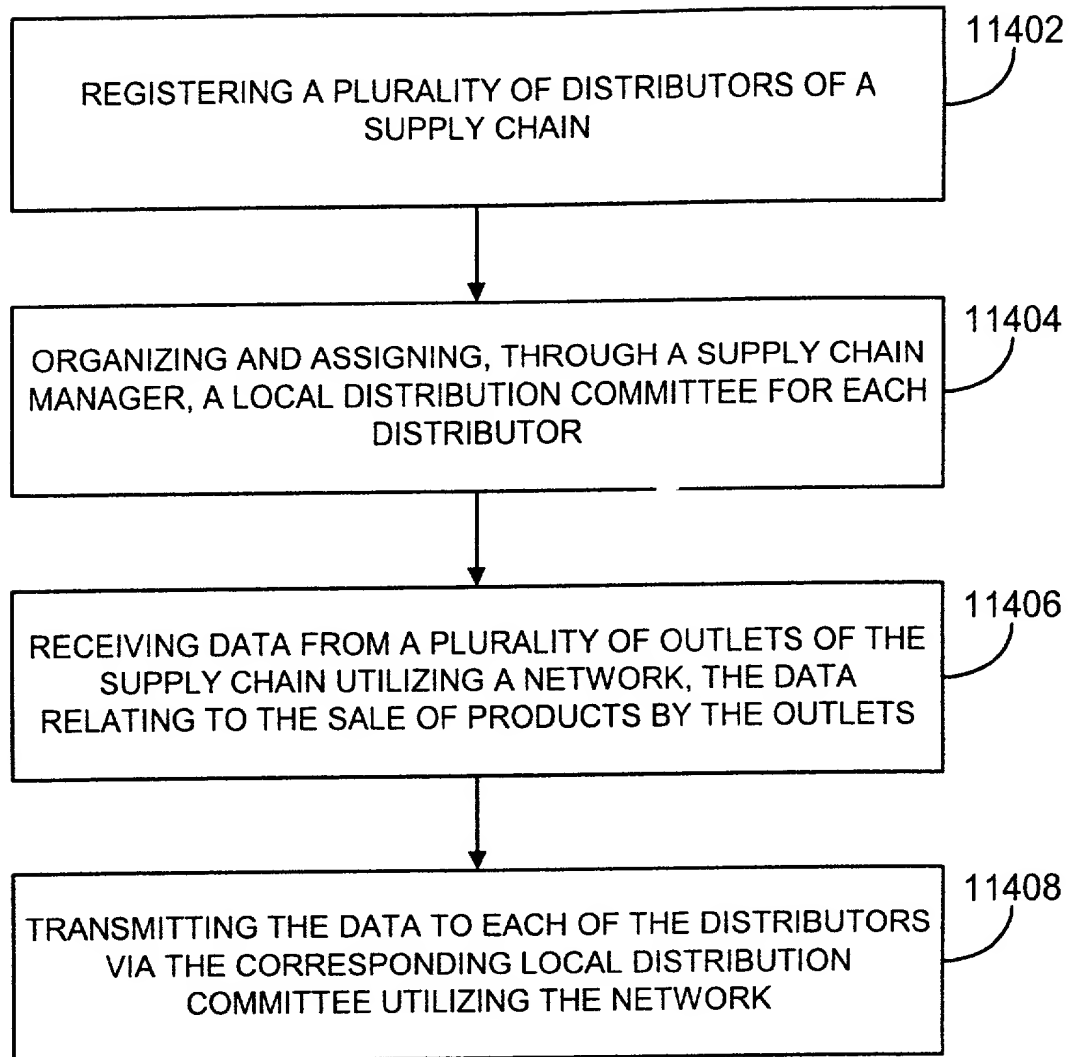 11402
REGISTERING A PLURALITY OF DISTRIBUTORS OF A
SUPPLY CHAIN
11404
ORGANIZING AND ASSIGNING, THROUGH A SUPPLY CHAIN
MANAGER, A LOCAL DISTRIBUTION COMMITTEE FOR EACH
DISTRIBUTOR
11406
RECEIVING DATA FROM A PLURALITY OF OUTLETS OF THE
SUPPLY CHAIN UTILIZING A NETWORK, THE DATA
RELATING TO THE SALE OF PRODUCTS BY THE OUTLETS
11408
TRANSMITTING THE DATA TO EACH OF THE DISTRIBUTORS
VIA THE CORRESPONDING LOCAL DISTRIBUTION
COMMITTEE UTILIZING THE NETWORK